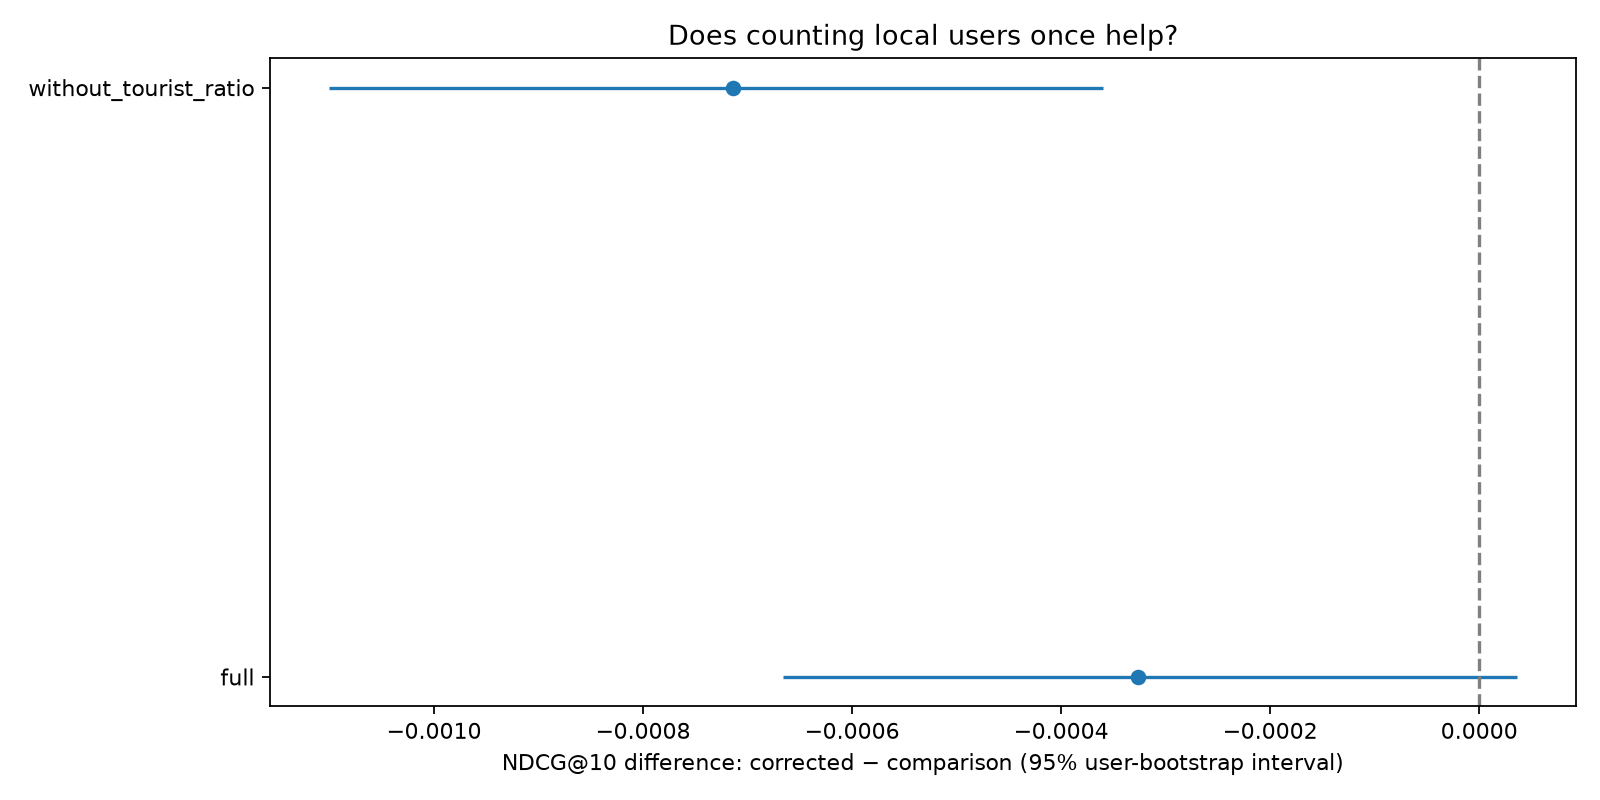 Does counting local users once help?
without_tourist_ratio
full
−0.0010 −0.0008 −0.0006 −0.0004 −0.0002 0.0000
NDCG@10 difference: corrected − comparison (95% user-bootstrap interval)